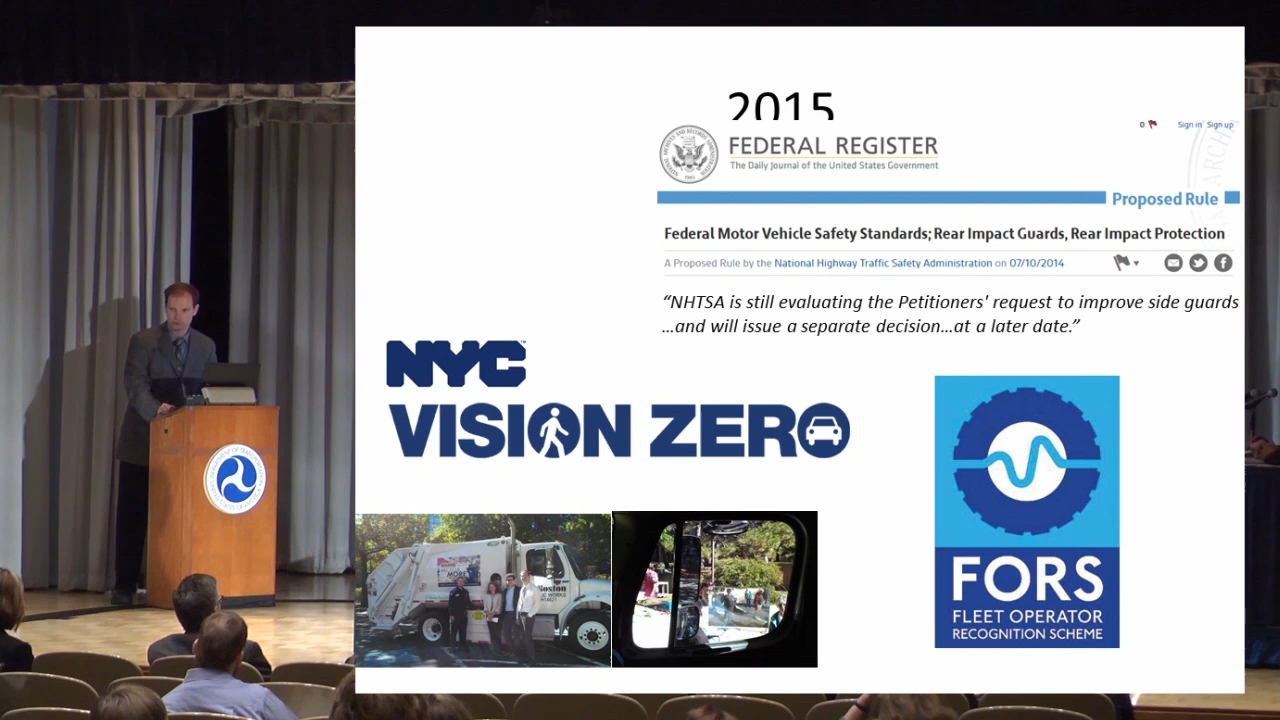 2015
FEDERAL REGISTER
The Daily Journal of the United States Government
0
Sign in Sign up
ARCH
Proposed Rule
Federal Motor Vehicle Safety Standards; Rear Impact Guards, Rear Impact Protection
A Proposed Rule by the National Highway Traffic Safety Administration on 07/10/2014
“NHTSA is still evaluating the Petitioners' request to improve side guards
...and will issue a separate decision...at a later date.”
NYC
VISION ZERO
MORE
Boston
FORS
FLEET OPERATOR
RECOGNITION SCHEME